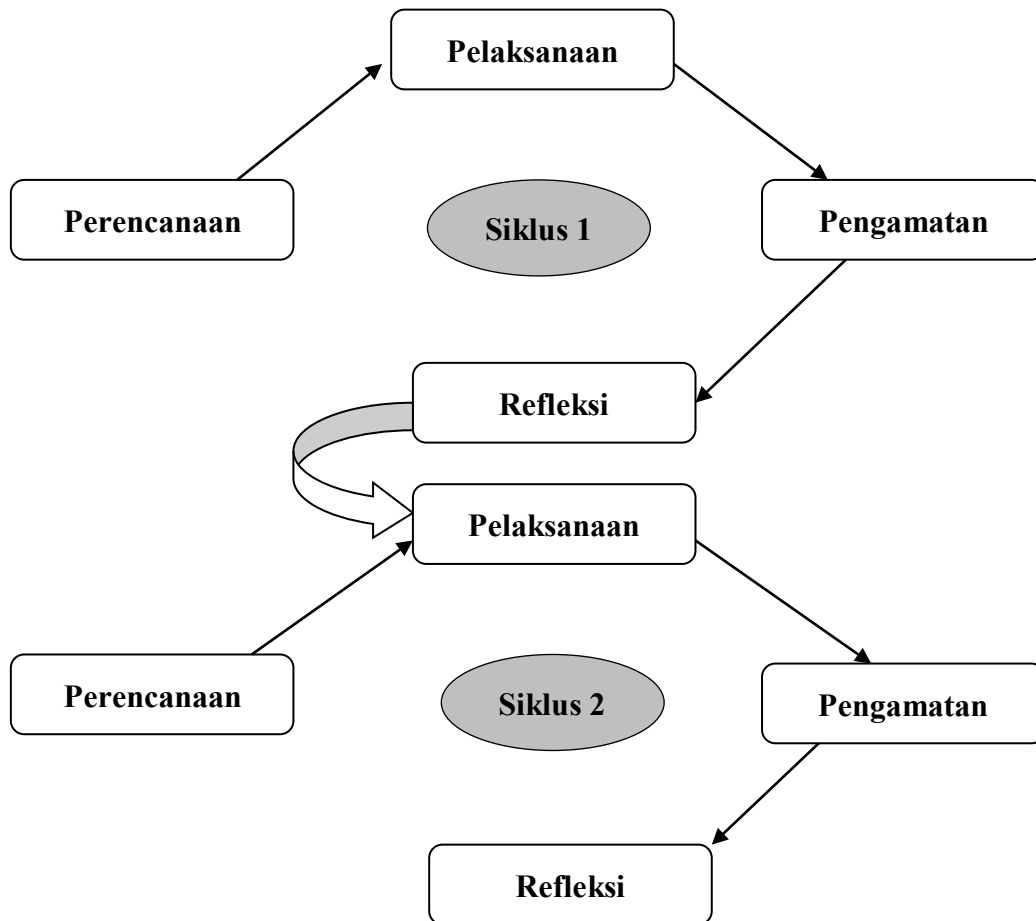 Pelaksanaan
Perencanaan
Siklus 1
Pengamatan
Refleksi
Pelaksanaan
Perencanaan
Siklus 2
Pengamatan
Refleksi